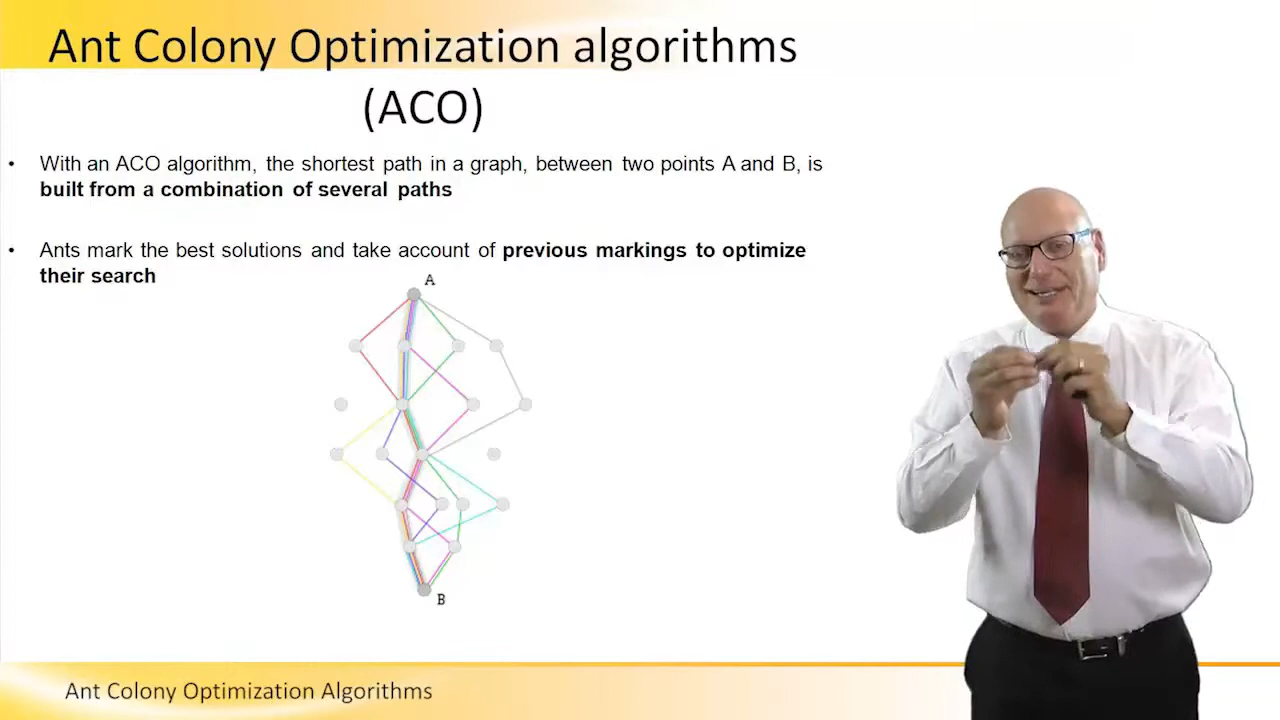 Ant Colony Optimization algorithms
(ACO)
• With an ACO algorithm, the shortest path in a graph, between two points A and B, is
built from a combination of several paths
• Ants mark the best solutions and take account of previous markings to optimize
their search
A
B
Ant Colony Optimization Algorithms